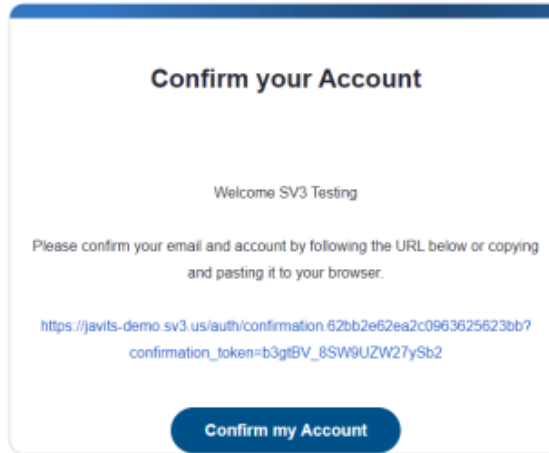 Confirm your Account
Welcome SV3 Testing
Please confirm your email and account by following the URL below or copying
and pasting it to your browser.
https://javits-demo.sv3.us/auth/confirmation.62bb2e62ea2c0963625623bb?
confirmation_token=b3gtBV_8SW9UZW27ySb2
Confirm my Account